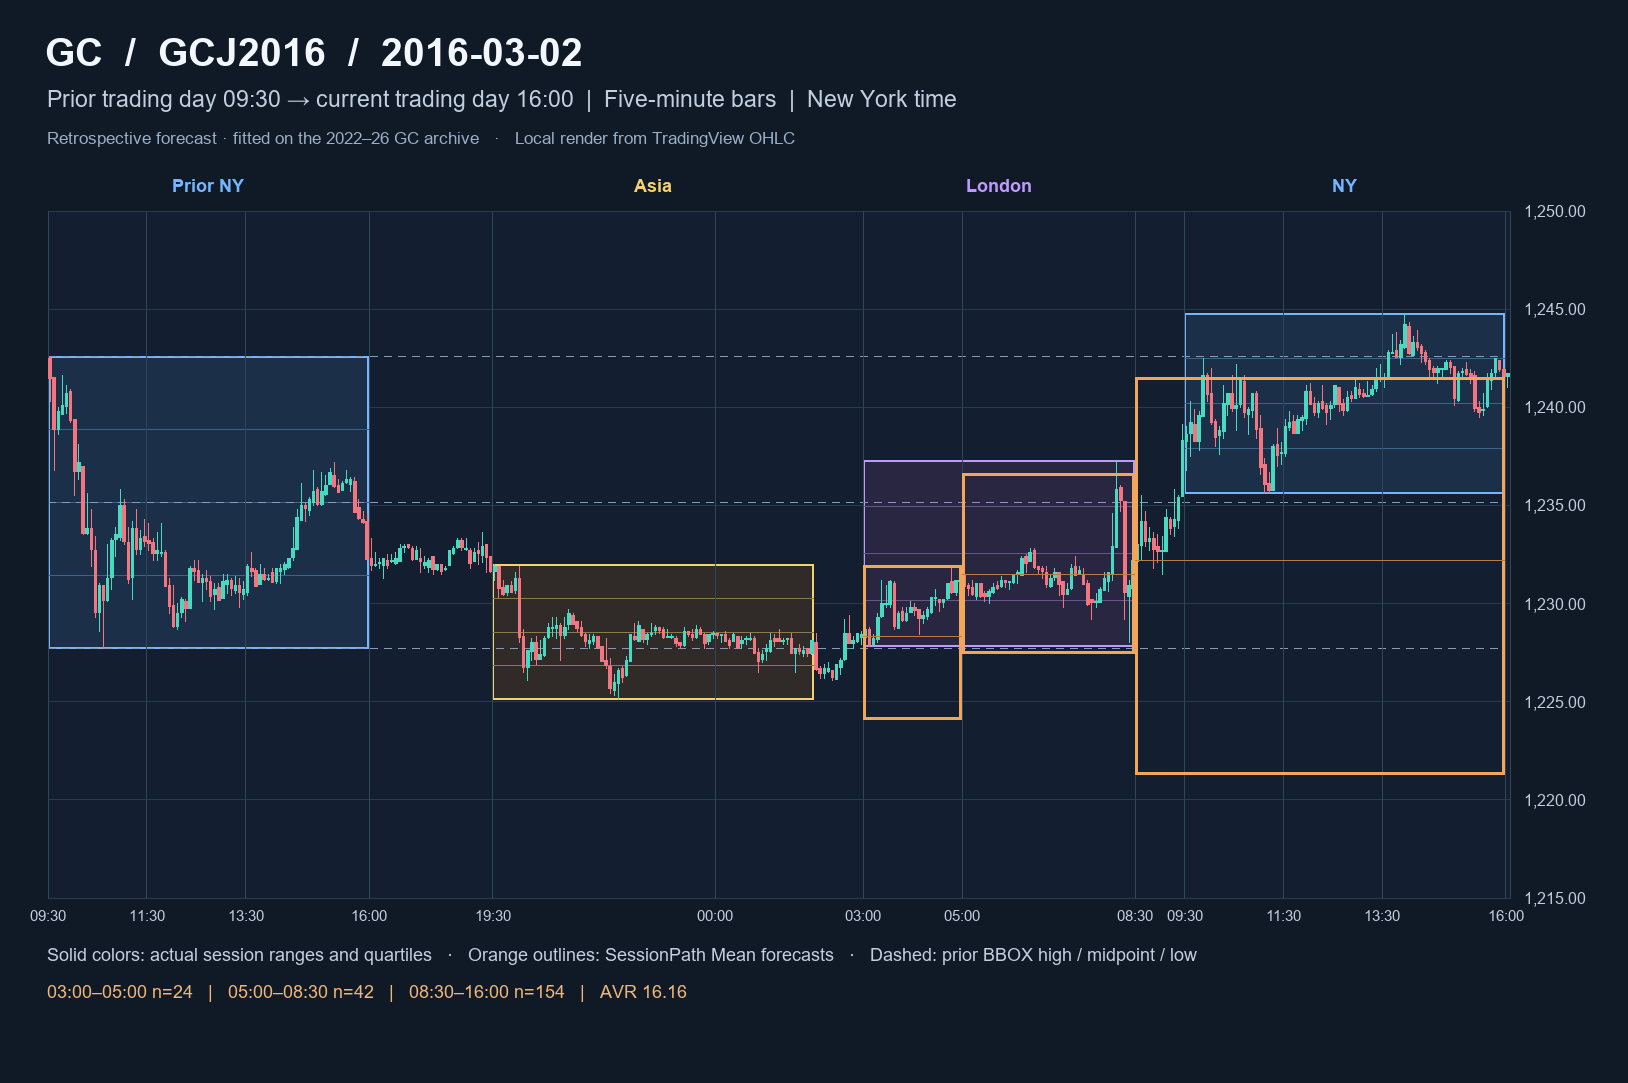 GC / GCJ2016 / 2016-03-02
Prior trading day 09:30 → current trading day 16:00 | Five-minute bars | New York time
Retrospective forecast · fitted on the 2022–26 GC archive · Local render from TradingView OHLC
Prior NY Asia London NY
1,250.00
1,245.00
1,240.00
1,235.00
1,230.00
1,225.00
1,220.00
1,215.00
09:30 11:30 13:30 16:00 19:30 00:00 03:00 05:00 08:30 09:30 11:30 13:30 16:00
Solid colors: actual session ranges and quartiles · Orange outlines: SessionPath Mean forecasts · Dashed: prior BBOX high / midpoint / low
03:00–05:00 n=24 | 05:00–08:30 n=42 | 08:30–16:00 n=154 | AVR 16.16